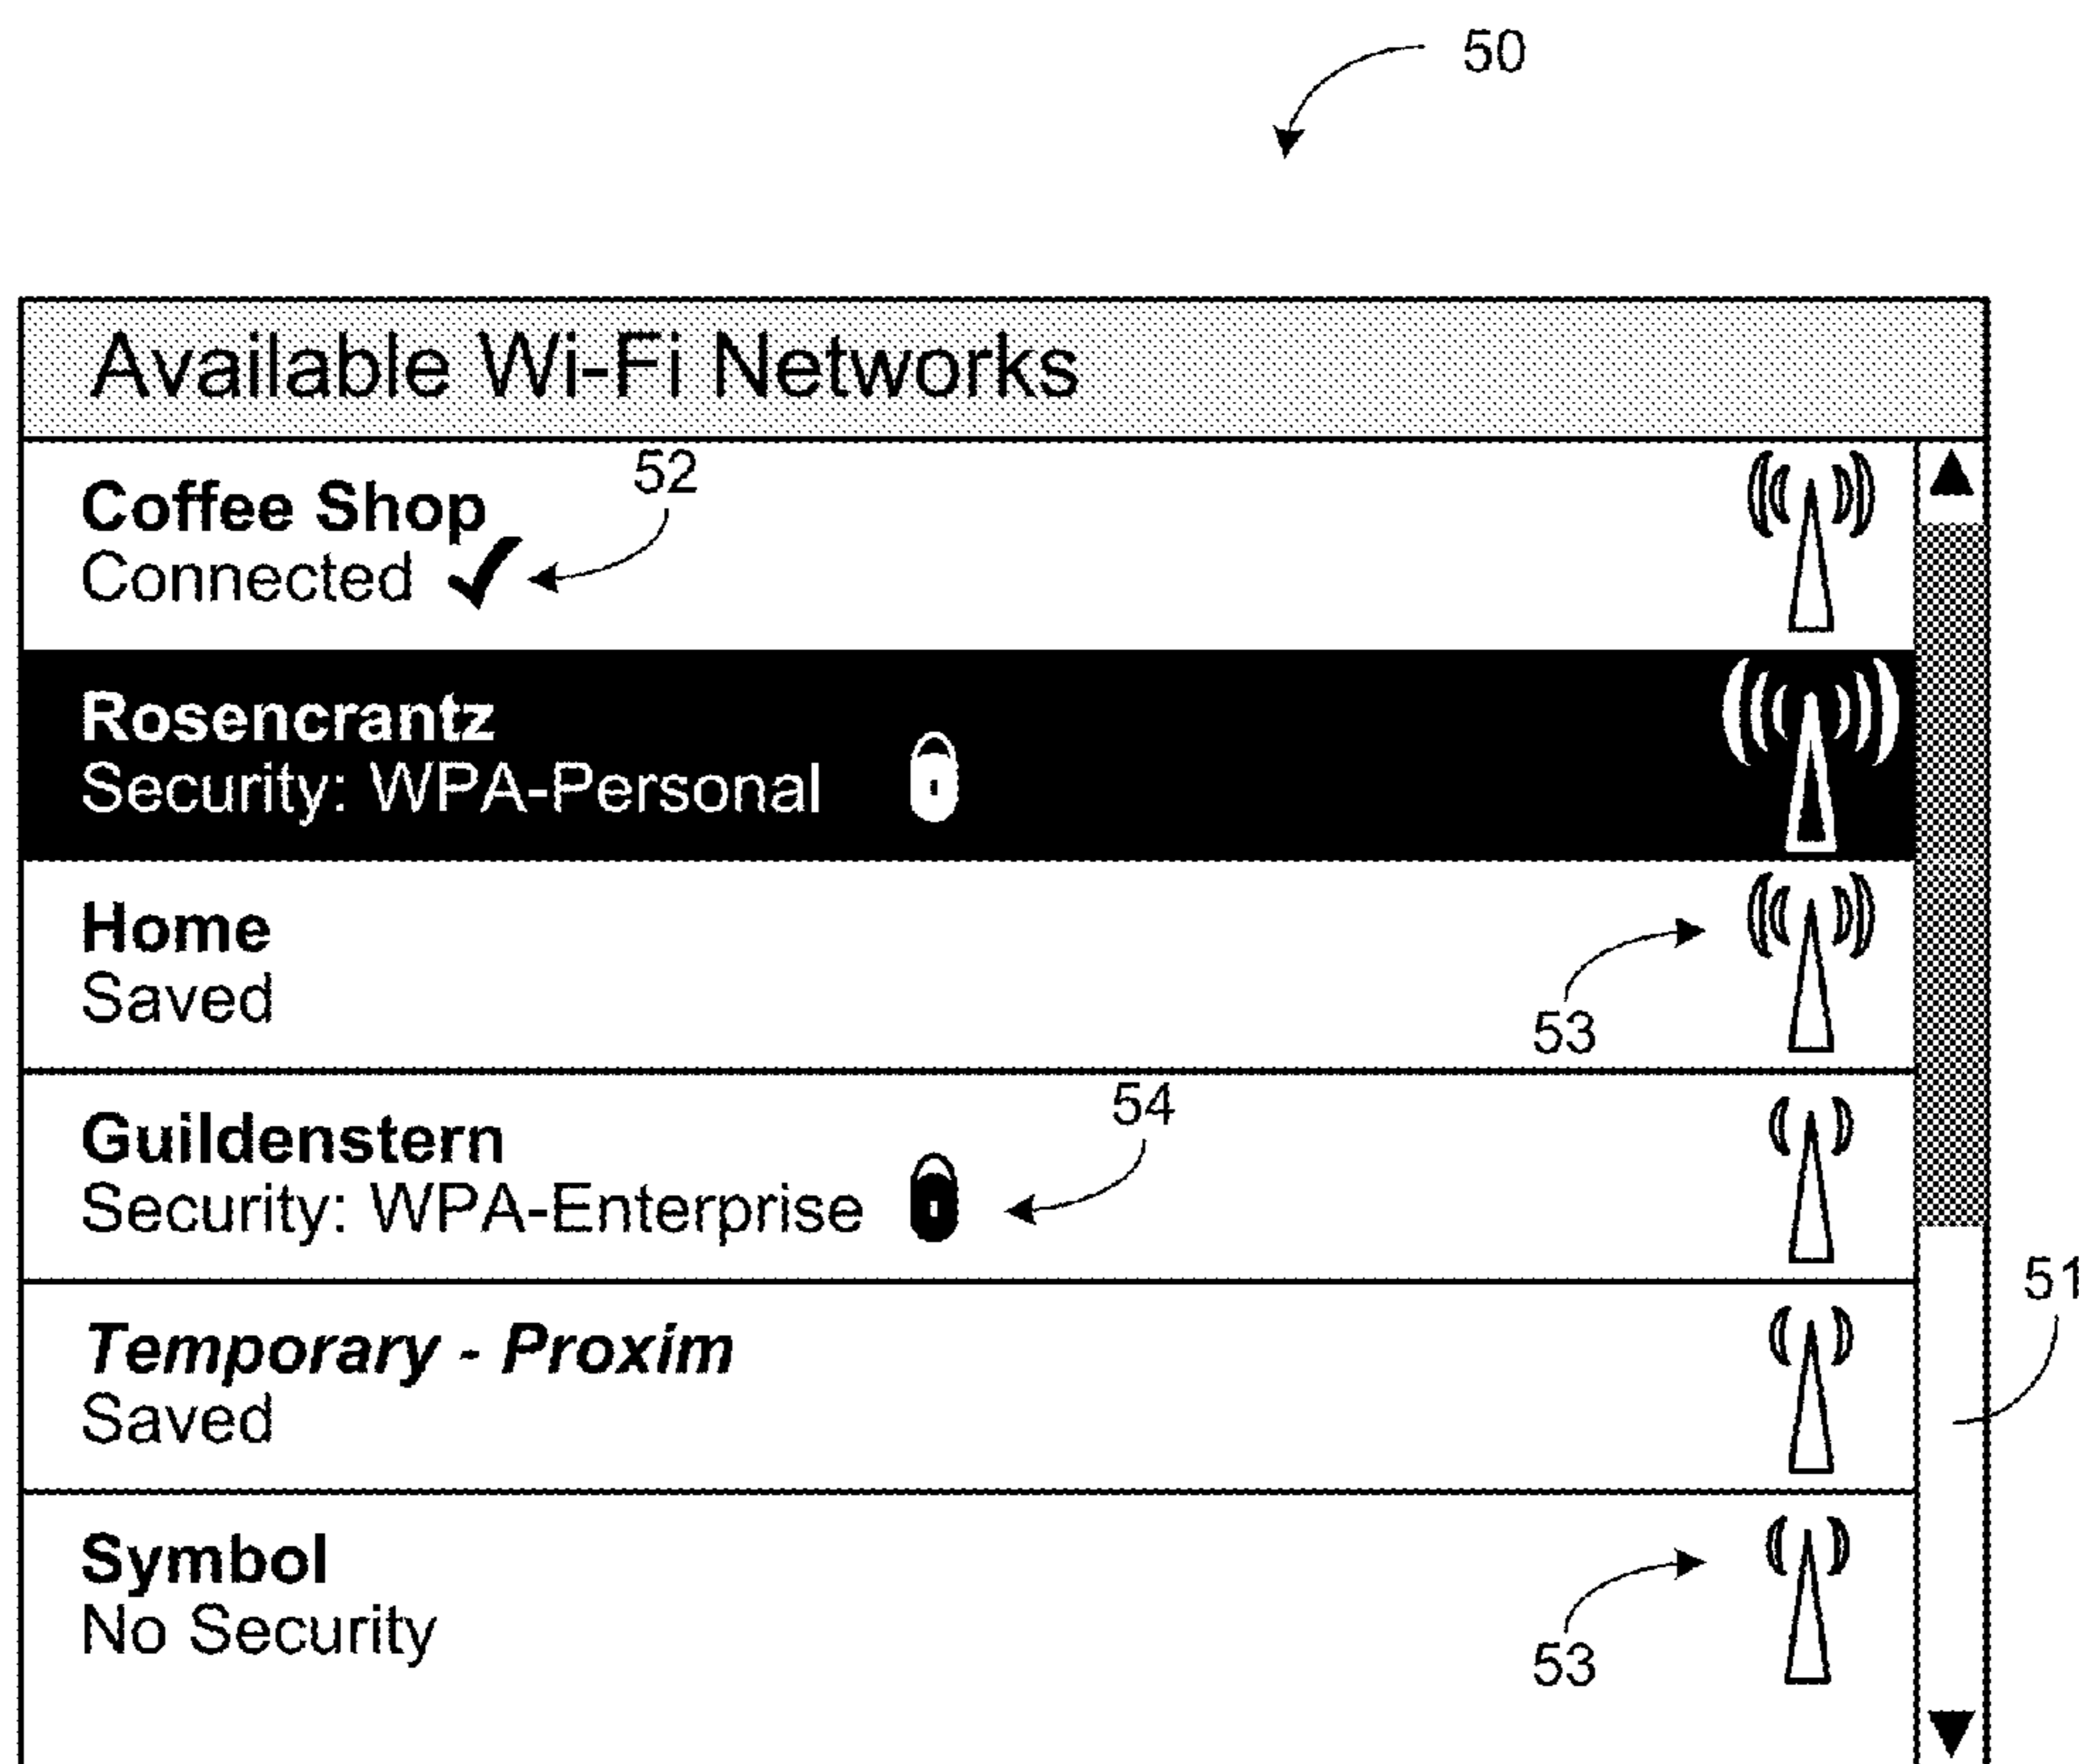 50
Available Wi-Fi Networks
Coffee Shop
52
Connected
Rosencrantz
Security: WPA-Personal
Home
Saved
53
54
Guildenstern
Security: WPA-Enterprise
51
Temporary - Proxim
Saved
Symbol
No Security
53